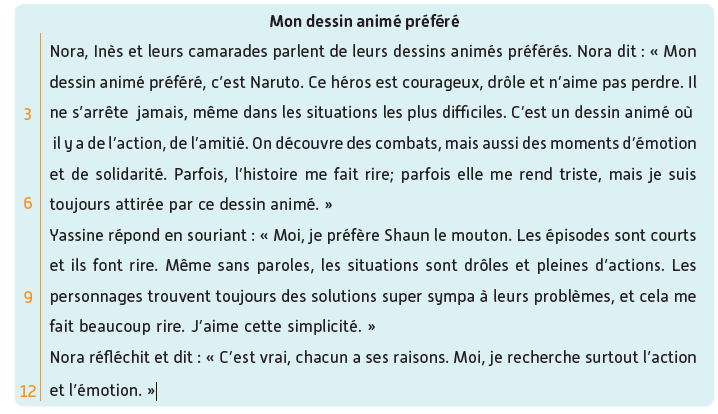 Mon dessin animé préféré
Nora, Inès et leurs camarades parlent de leurs dessins animés préférés. Nora dit : « Mon
dessin animé préféré, c'est Naruto. Ce héros est courageux, drôle et n'aime pas perdre. Il
3 ne s'arrête jamais, même dans les situations les plus difficiles. C'est un dessin animé où
il y a de l'action, de l'amitié. On découvre des combats, mais aussi des moments d'émotion
et de solidarité. Parfois, l'histoire me fait rire; parfois elle me rend triste, mais je suis
6 toujours attirée par ce dessin animé. »
Yassine répond en souriant : « Moi, je préfère Shaun le mouton. Les épisodes sont courts
et ils font rire. Même sans paroles, les situations sont drôles et pleines d'actions. Les
9 personnages trouvent toujours des solutions super sympa à leurs problèmes, et cela me
fait beaucoup rire. J'aime cette simplicité. »
Nora réfléchit et dit : « C'est vrai, chacun a ses raisons. Moi, je recherche surtout l'action
12 et l'émotion. »